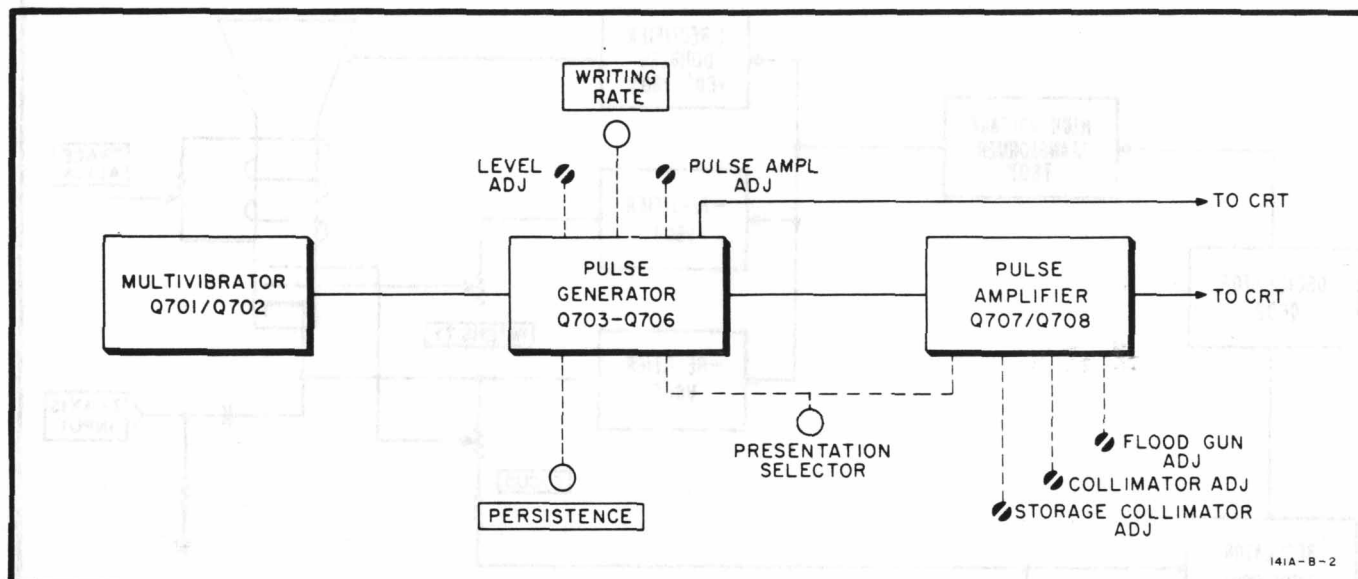 WRITING
RATE
LEVEL
ADJ
PULSE AMPL
ADJ
TO CRT
MULTIVIBRATOR
Q701/Q702
PULSE
GENERATOR
Q703-Q706
PULSE
AMPLIFIER
Q707/Q708
TO CRT
PRESENTATION
SELECTOR
PERSISTENCE
FLOOD GUN
ADJ
COLLIMATOR ADJ
STORAGE COLLIMATOR
ADJ
141A-B-2